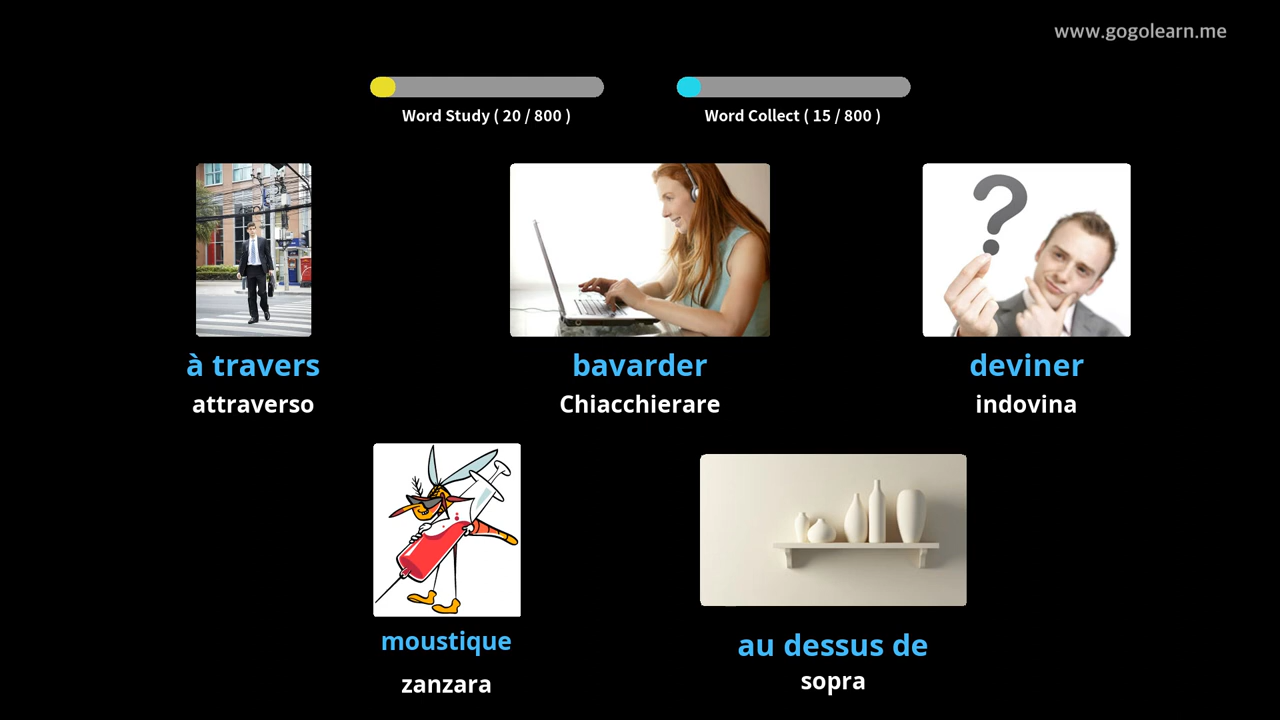 www.gogolearn.me
Word Study ( 20 / 800 )
Word Collect ( 15 / 800 )
à travers
attraverso
bavarder
Chiacchierare
deviner
indovina
moustique
zanzara
au dessus de
sopra